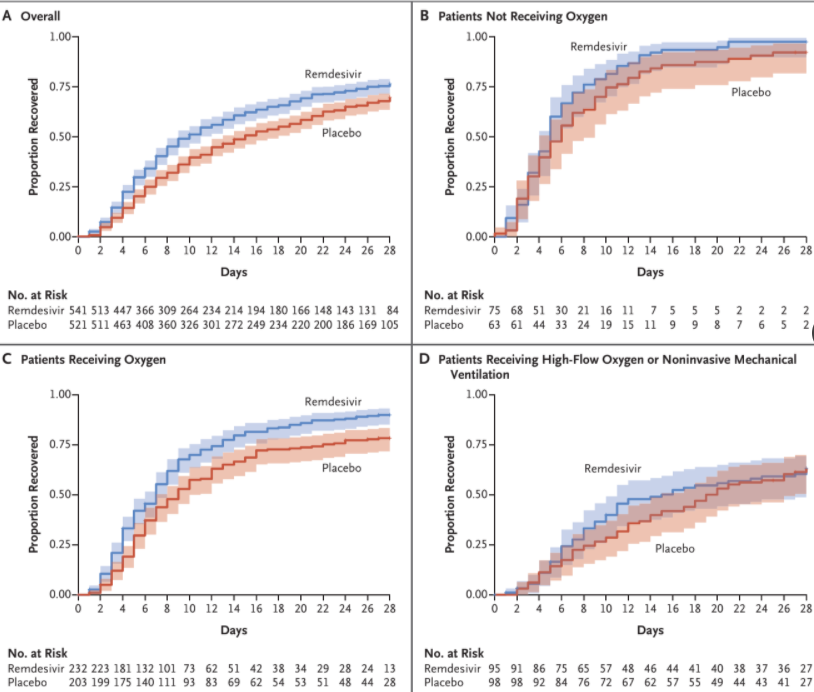 A Overall
1.00
0.75
0.50
0.25
0.00
Proportion Recovered
Remdesivir
Placebo
0 2 4 6 8 10 12 14 16 18 20 22 24 26 28
Days
No. at Risk
Remdesivir 541 513 447 366 309 264 234 214 194 180 166 148 143 131 84
Placebo 521 511 463 408 360 326 301 272 249 234 220 200 186 169 105
B Patients Not Receiving Oxygen
1.00
0.75
0.50
0.25
0.00
Proportion Recovered
Remdesivir
Placebo
0 2 4 6 8 10 12 14 16 18 20 22 24 26 28
Days
No. at Risk
Remdesivir 75 68 51 30 21 16 11 7 5 5 5 2 2 2 2
Placebo 63 61 44 33 24 19 15 11 9 9 8 7 6 5 2
C Patients Receiving Oxygen
1.00
0.75
0.50
0.25
0.00
Proportion Recovered
Remdesivir
Placebo
0 2 4 6 8 10 12 14 16 18 20 22 24 26 28
Days
No. at Risk
Remdesivir 232 223 181 132 101 73 62 51 42 38 34 29 28 24 13
Placebo 203 199 175 140 111 93 83 69 62 54 53 51 48 44 28
D Patients Receiving High-Flow Oxygen or Noninvasive Mechanical
Ventilation
1.00
0.75
0.50
0.25
0.00
Proportion Recovered
Remdesivir
Placebo
0 2 4 6 8 10 12 14 16 18 20 22 24 26 28
Days
No. at Risk
Remdesivir 95 91 86 75 65 57 48 46 44 41 40 38 37 36 27
Placebo 98 98 92 84 76 72 67 62 57 55 49 44 43 41 27